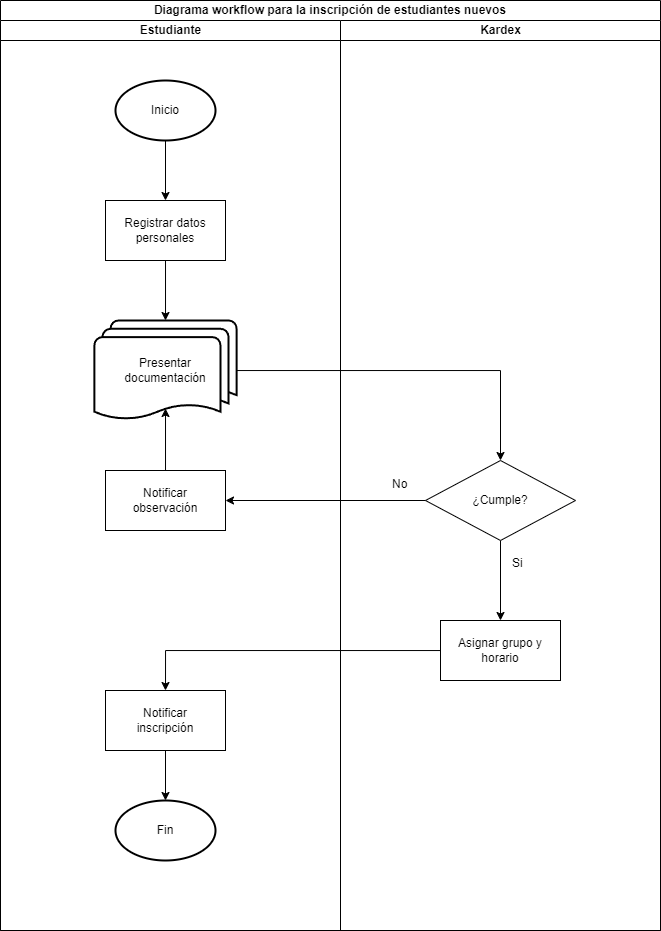 Diagrama workflow para la inscripción de estudiantes nuevos
Estudiante
Kardex
Inicio
Registrar datos
personales
Presentar
documentación
Notificar
observación
No
¿Cumple?
Si
Asignar grupo y
horario
Notificar
inscripción
Fin